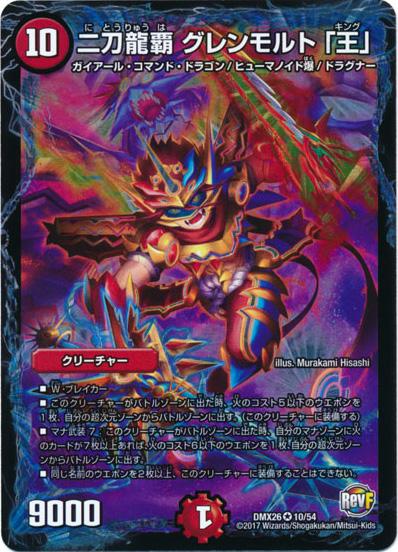 10
にとうりゅうは キング
二刀龍覇 グレンモルト「王」
ガイアール・コマンド・ドラゴン/ヒューマノイド爆/ドラグナー
ばく
クリーチャー
illus. Murakami Hisashi
■ W・ブレイカー
■ このクリーチャーがバトルゾーンに出た時、火のコスト5以下のウエポンを
1枚、自分の超次元ゾーンからバトルゾーンに出す。(このクリーチャーに装備する)
■ マナ武装 7:このクリーチャーがバトルゾーンに出た時、自分のマナゾーンに火
のカードが7枚以上あれば、火のコスト6以下のウエポンを1枚、自分の超次元ゾ
ーンからバトルゾーンに出す。
■ 同じ名前のウエポンを2枚以上、このクリーチャーに装備することはできない。
RevF
9000
1
DMX26 10/54
©2017 Wizards/Shogakukan/Mitsui-Kids